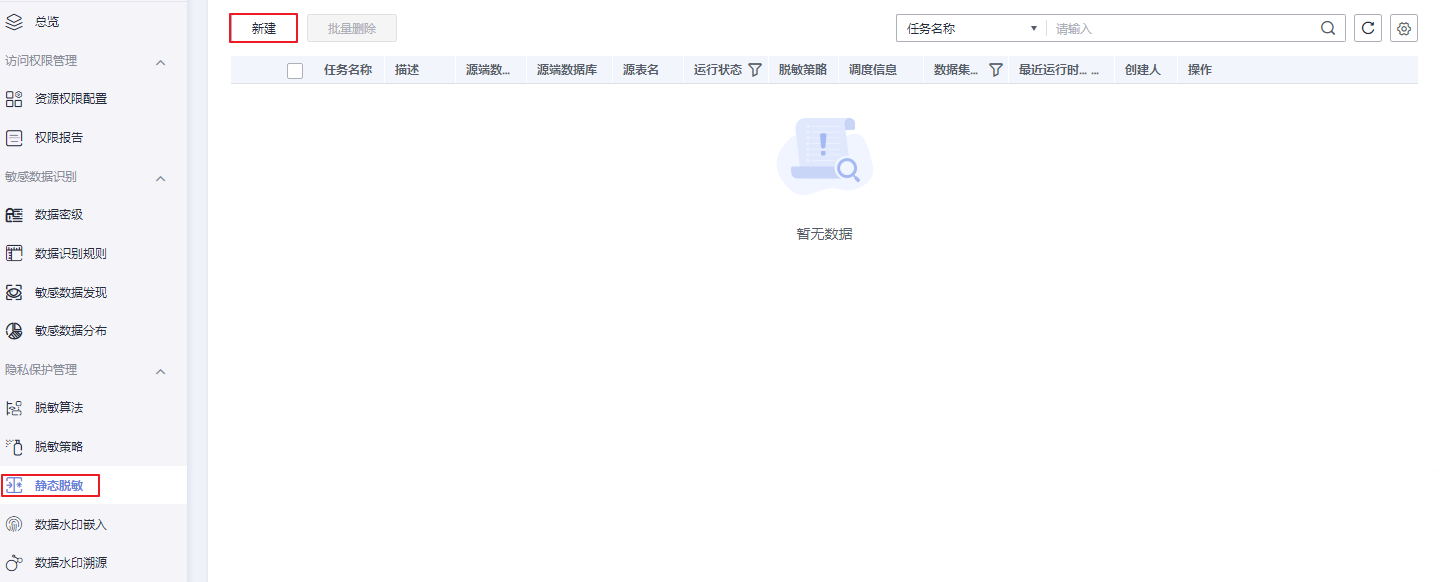 总览
访问权限管理
资源权限配置
权限报告
敏感数据识别
数据密级
数据识别规则
敏感数据发现
敏感数据分布
隐私保护管理
脱敏算法
脱敏策略
静态脱敏
数据水印嵌入
数据水印溯源
新建 批量删除 任务名称 请输入
任务名称 描述 源端数... 源端数据库 源表名 运行状态 脱敏策略 调度信息 数据集... 最近运行时... ... 创建人 操作
暂无数据